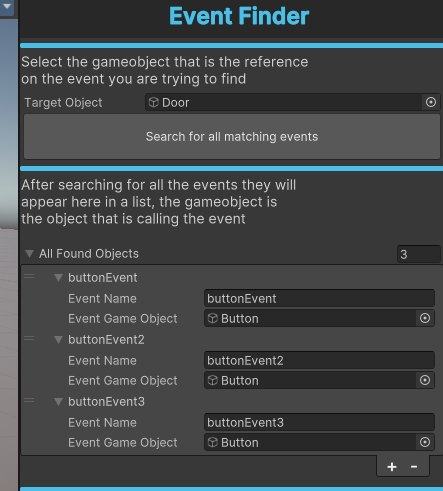 Event Finder
Select the gameobject that is the reference
on the event you are trying to find
Target Object Door
Search for all matching events
After searching for all the events they will
appear here in a list, the gameobject is
the object that is calling the event
All Found Objects 3
buttonEvent
Event Name buttonEvent
Event Game Object Button
buttonEvent2
Event Name buttonEvent2
Event Game Object Button
buttonEvent3
Event Name buttonEvent3
Event Game Object Button
+ -